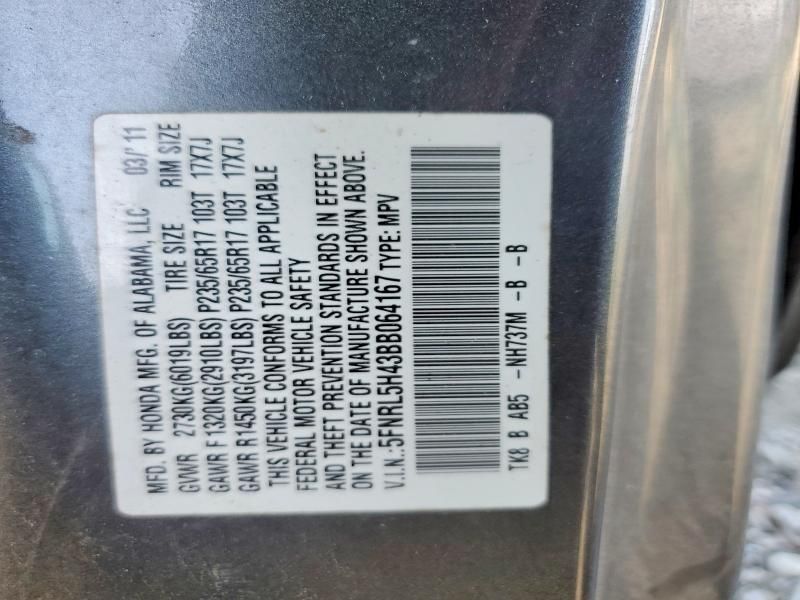 MFD. BY HONDA MFG. OF ALABAMA, LLC 03/11
GVWR 2730KG(6019LBS) TIRE SIZE RIM SIZE
GAWR F1320KG(2910LBS) P235/65R17 103T 17X7J
GAWR R1450KG(3197LBS) P235/65R17 103T 17X7J
THIS VEHICLE CONFORMS TO ALL APPLICABLE
FEDERAL MOTOR VEHICLE SAFETY
AND THEFT PREVENTION STANDARDS IN EFFECT
ON THE DATE OF MANUFACTURE SHOWN ABOVE.
V.I.N.:5FNRL5H43BB064167 TYPE: MPV
TK8 B AB5 -NH737M -B -B